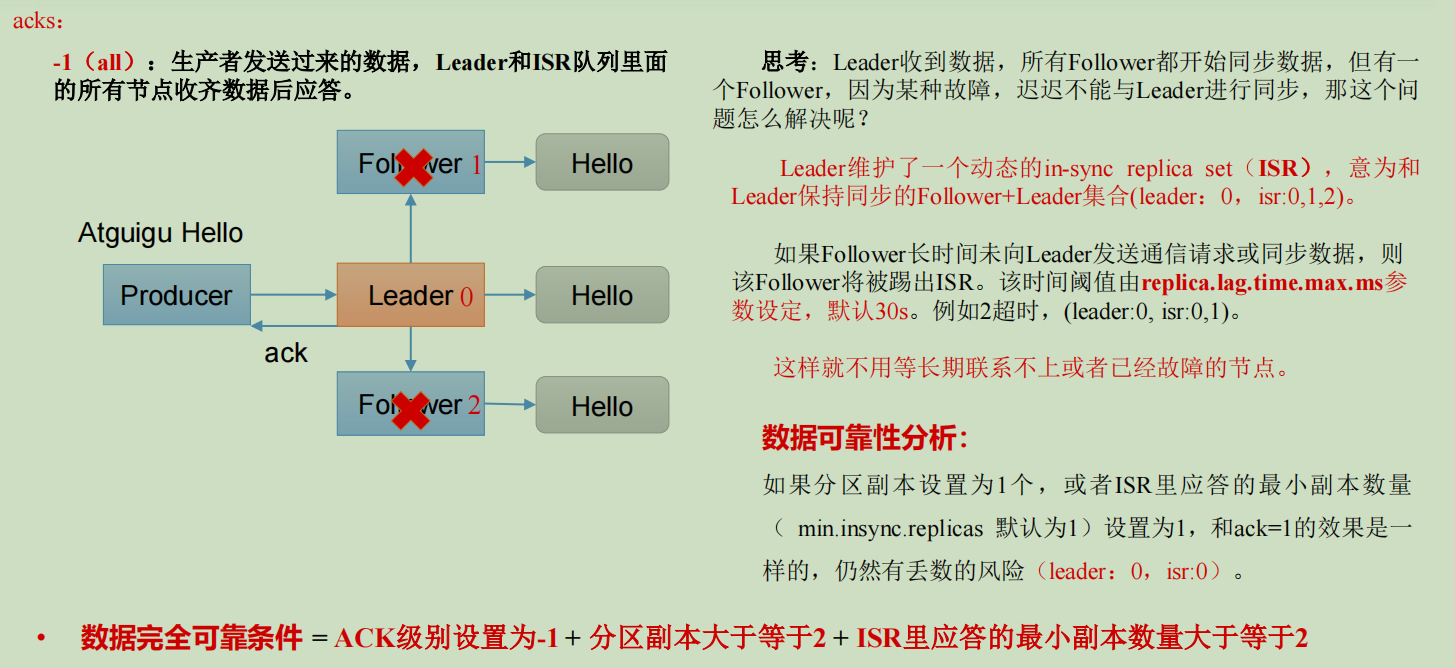 acks：
-1（all）：生产者发送过来的数据，Leader和ISR队列里面
的所有节点收齐数据后应答。
Follower 1
Hello
Atguigu Hello
Producer
Leader 0
Hello
ack
Follower 2
Hello
思考：Leader收到数据，所有Follower都开始同步数据，但有一
个Follower，因为某种故障，迟迟不能与Leader进行同步，那这个问
题怎么解决呢？
Leader维护了一个动态的in-sync replica set（ISR），意为和
Leader保持同步的Follower+Leader集合(leader：0，isr:0,1,2)。
如果Follower长时间未向Leader发送通信请求或同步数据，则
该Follower将被踢出ISR。该时间阈值由replica.lag.time.max.ms参
数设定，默认30s。例如2超时，(leader:0, isr:0,1)。
这样就不用等长期联系不上或者已经故障的节点。
数据可靠性分析：
如果分区副本设置为1个，或者ISR里应答的最小副本数量
（ min.insync.replicas 默认为1）设置为1，和ack=1的效果是一
样的，仍然有丢数的风险（leader：0，isr:0）。
• 数据完全可靠条件 = ACK级别设置为-1 + 分区副本大于等于2 + ISR里应答的最小副本数量大于等于2